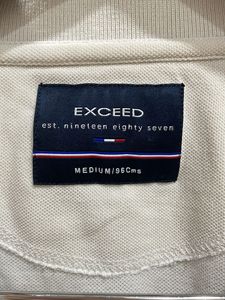 EXCEED
est. nineteen eighty seven
MEDIUM/96Cms